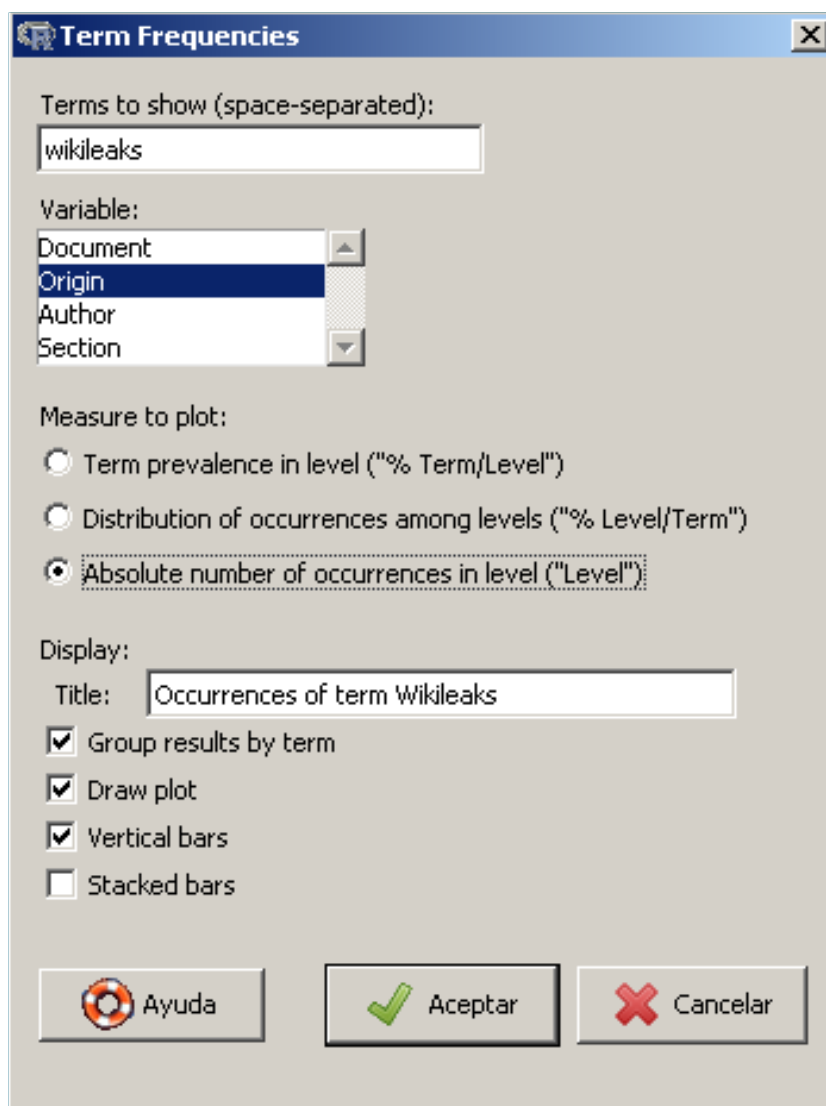 Term Frequencies
Terms to show (space-separated):
wikileaks
Variable:
Document
Origin
Author
Section
Measure to plot:
Term prevalence in level ("% Term/Level")
Distribution of occurrences among levels ("% Level/Term")
Absolute number of occurrences in level ("Level")
Display:
Title: Occurrences of term Wikileaks
Group results by term
Draw plot
Vertical bars
Stacked bars
Ayuda Aceptar Cancelar